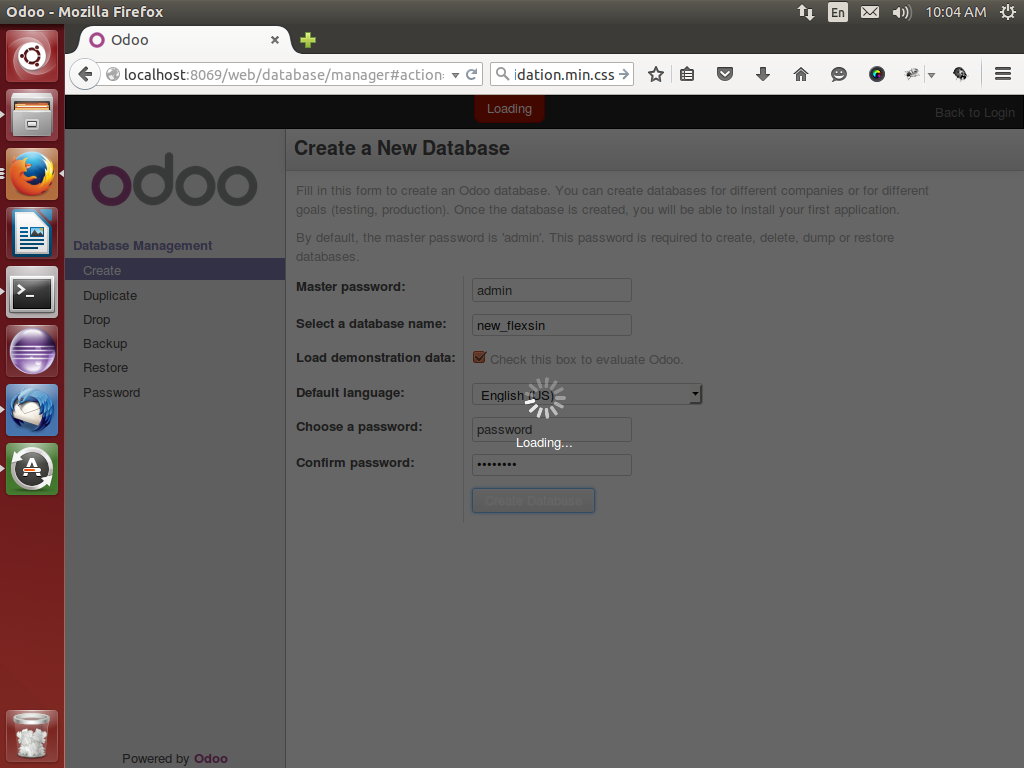 Odoo - Mozilla Firefox
En
10:04 AM
Odoo
localhost:8069/web/database/manager#action
idation.min.css
Loading
Back to Login
odoo
Create a New Database
Fill in this form to create an Odoo database. You can create databases for different companies or for different
goals (testing, production). Once the database is created, you will be able to install your first application.
By default, the master password is 'admin'. This password is required to create, delete, dump or restore
databases.
Database Management
Create
Duplicate
Drop
Backup
Restore
Password
Master password:
admin
Select a database name:
new_flexsin
Load demonstration data:
Check this box to evaluate Odoo.
Default language:
English (US)
Choose a password:
password
Loading...
Confirm password:
••••••••
Create Database
Powered by Odoo